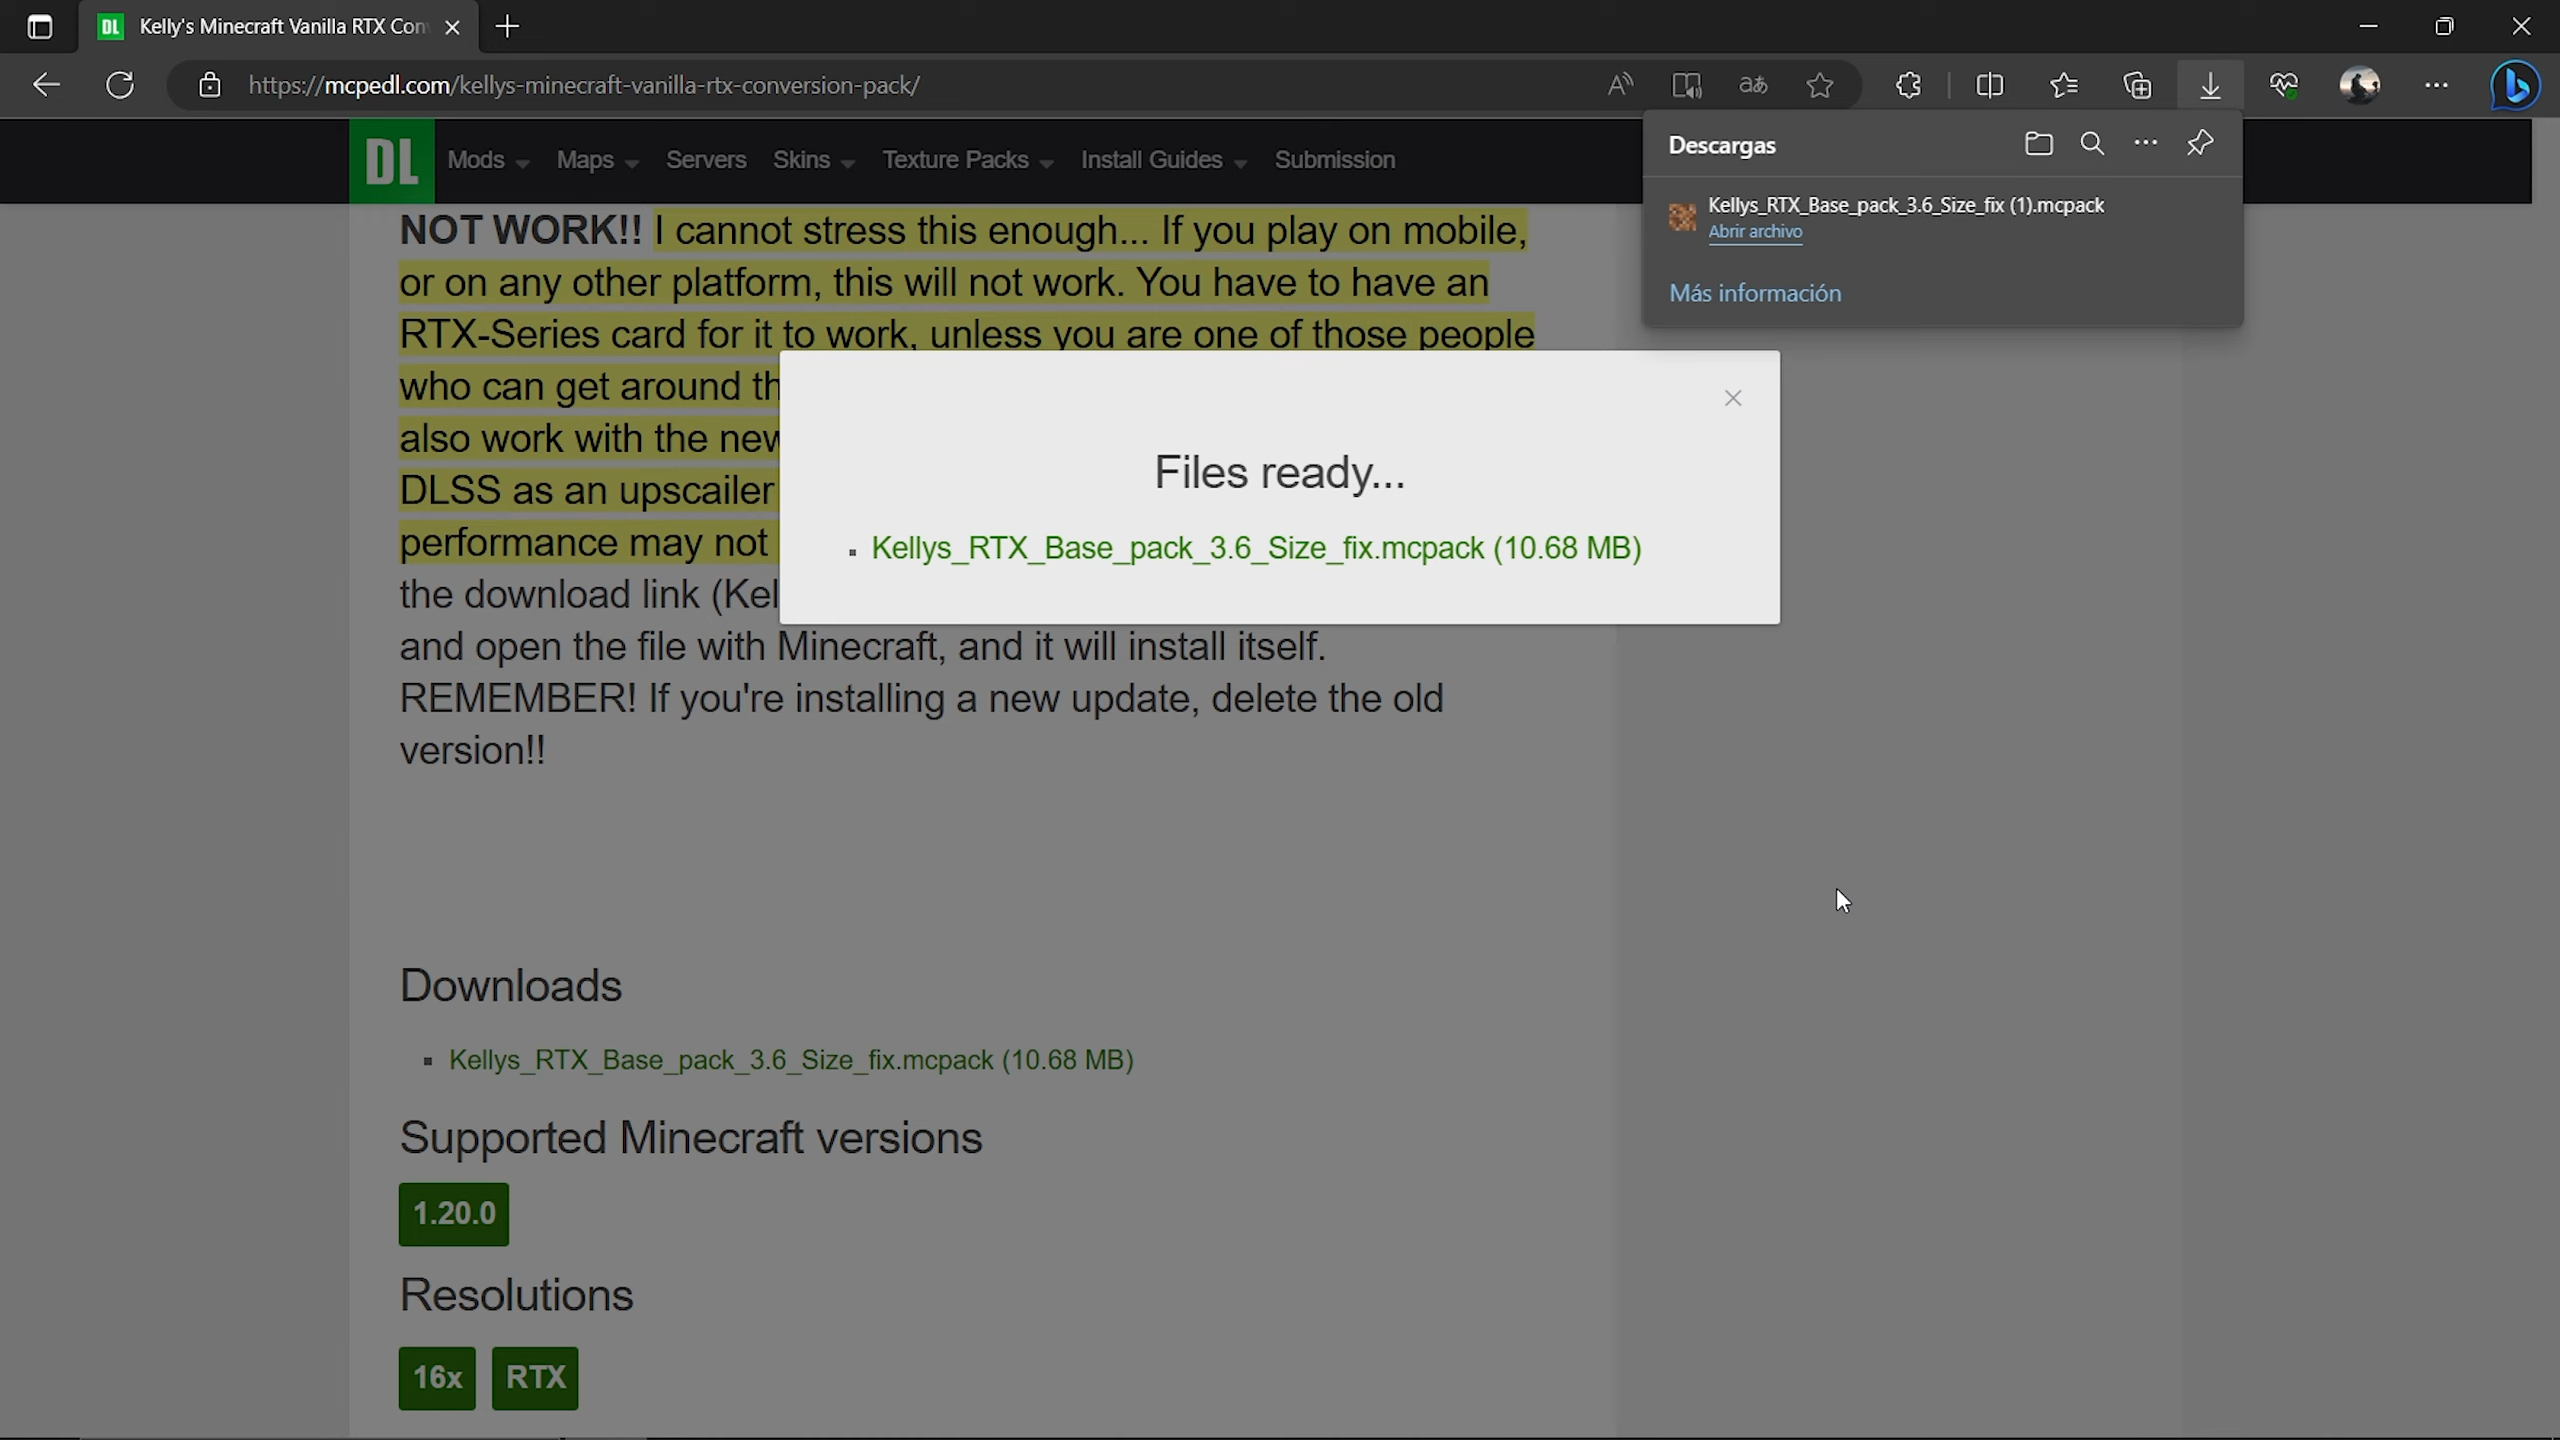 DL Kelly's Minecraft Vanilla RTX Con
https://mcpedl.com/kellys-minecraft-vanilla-rtx-conversion-pack/
DL Mods Maps Servers Skins Texture Packs Install Guides Submission
Descargas
Kellys_RTX_Base_pack_3.6_Size_fix (1).mcpack
Abrir archivo
Más información
NOT WORK!! I cannot stress this enough... If you play on mobile,
or on any other platform, this will not work. You have to have an
RTX-Series card for it to work, unless you are one of those people
who can get around th
also work with the new
DLSS as an upscailer
performance may not
the download link (Kel
and open the file with Minecraft, and it will install itself.
REMEMBER! If you're installing a new update, delete the old
version!!
Files ready...
Kellys_RTX_Base_pack_3.6_Size_fix.mcpack (10.68 MB)
Downloads
Kellys_RTX_Base_pack_3.6_Size_fix.mcpack (10.68 MB)
Supported Minecraft versions
1.20.0
Resolutions
16x RTX